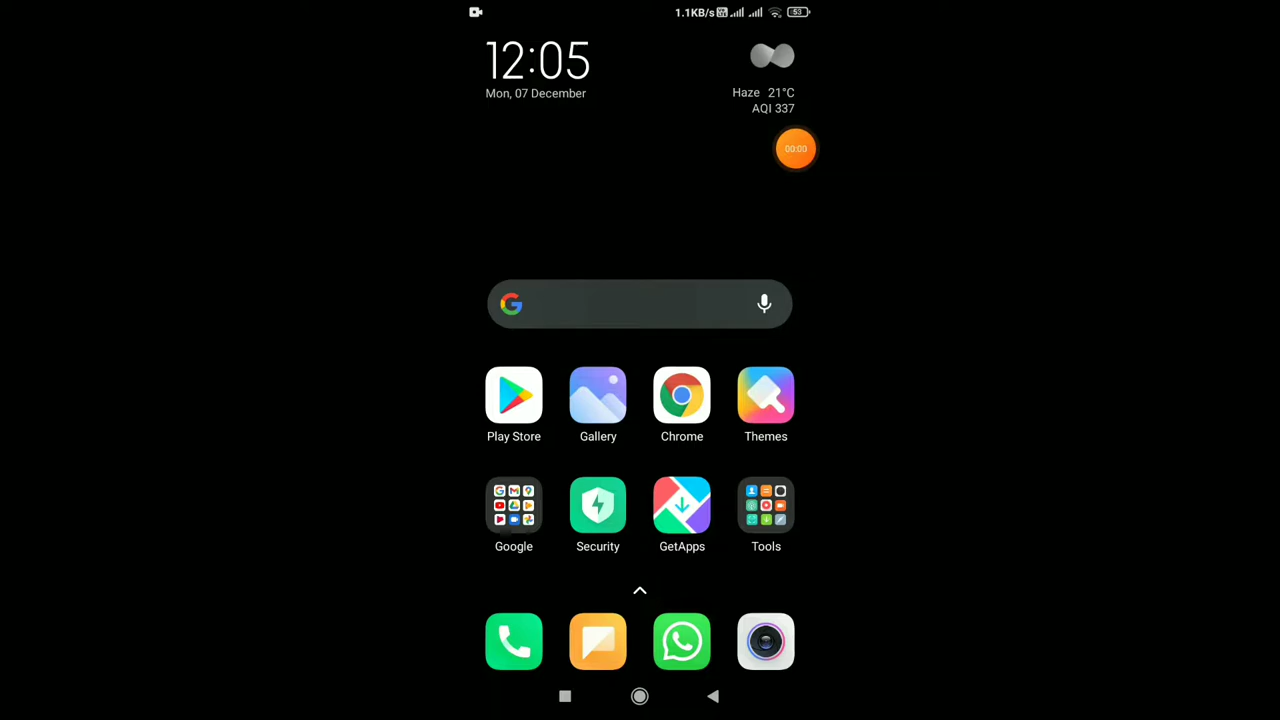 1.1KB/s 53
12:05
Mon, 07 December
Haze 21°C
AQI 337
00:00
Play Store Gallery Chrome Themes
Google Security GetApps Tools